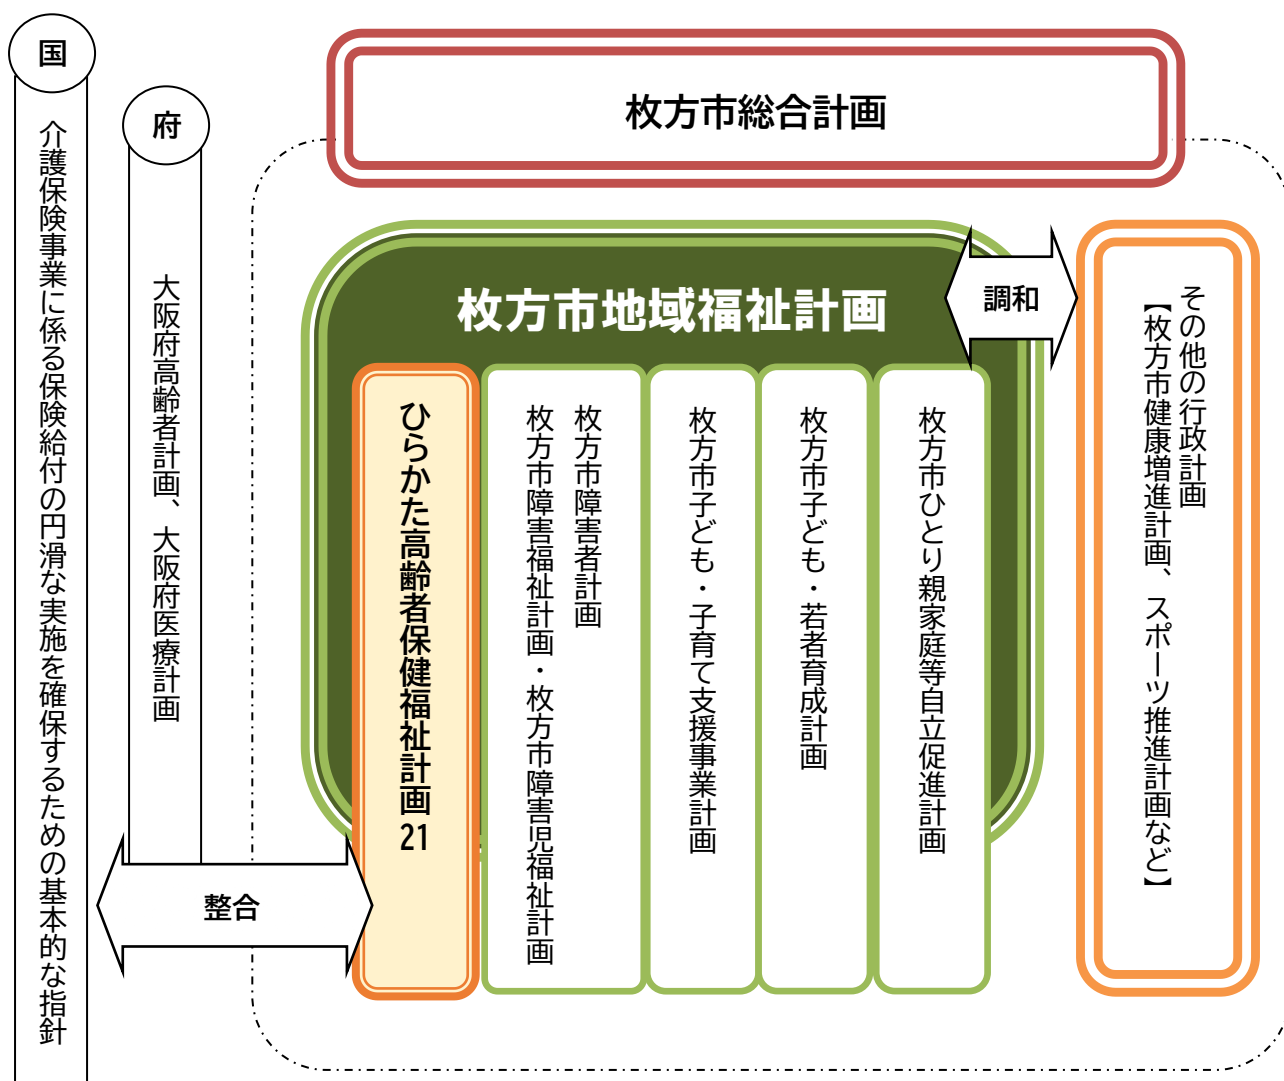 国
介護保険事業に係る保険給付の円滑な実施を確保するための基本的な指針
府
大阪府高齢者計画、大阪府医療計画
枚方市総合計画
枚方市地域福祉計画
調和
ひらかた高齢者保健福祉計画21
枚方市障害者計画
枚方市障害福祉計画・枚方市障害児福祉計画
枚方市子ども・子育て支援事業計画
枚方市子ども・若者育成計画
枚方市ひとり親家庭等自立促進計画
その他の行政計画
【枚方市健康増進計画、スポーツ推進計画など】
整合